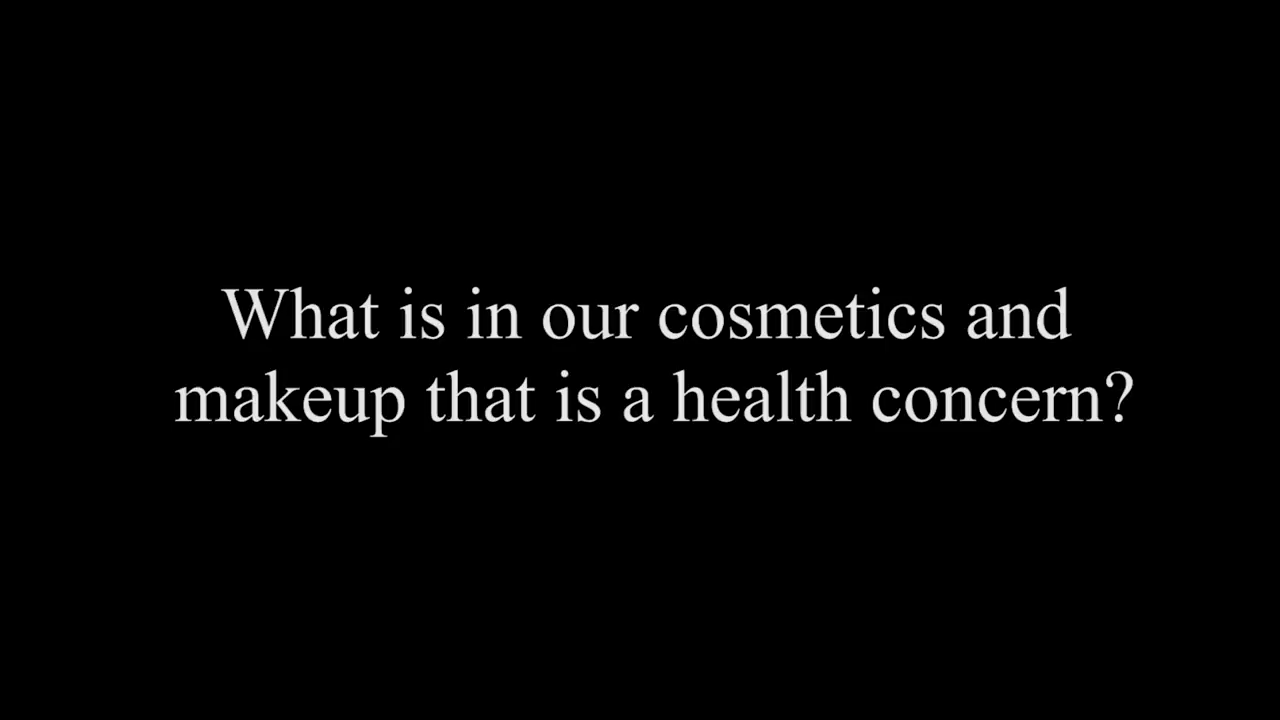 What is in our cosmetics and
makeup that is a health concern?